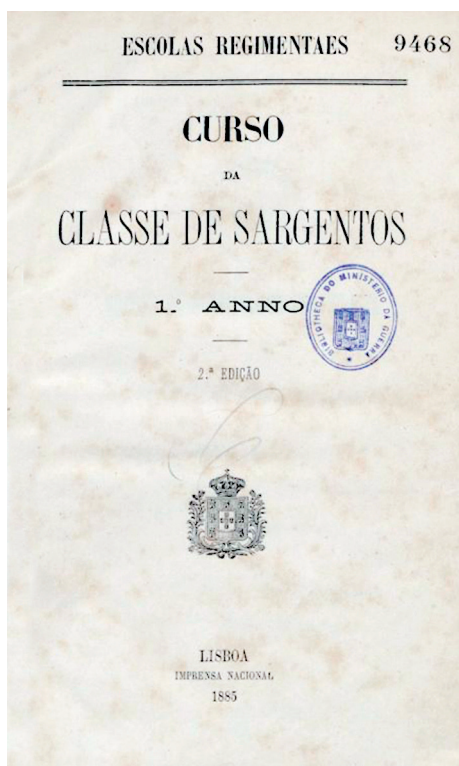 ESCOLAS REGIMENTAES
9468
CURSO
DA
CLASSE DE SARGENTOS
1.º ANNO
BIBLIOTHECA DO MINISTERIO DA GUERRA
2.ª EDIÇÃO
LISBOA
IMPRENSA NACIONAL
1885